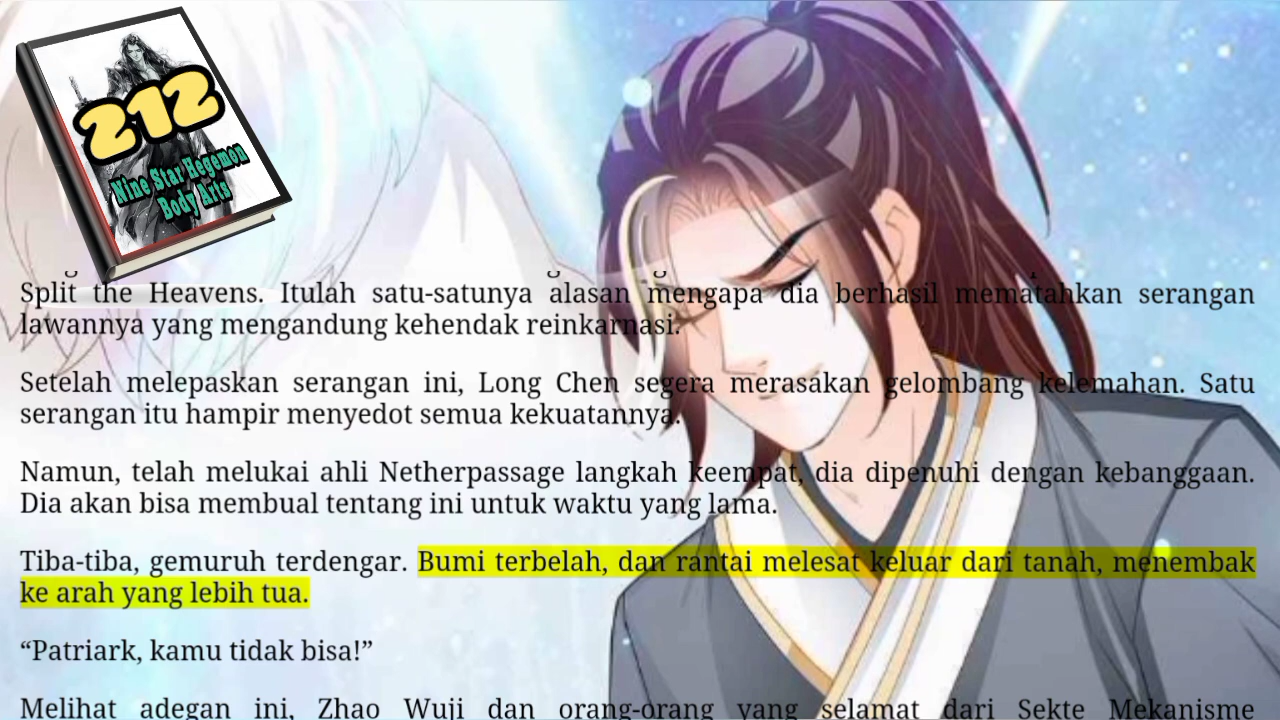 212
Nine Star Hegemon
Body Arts
Split the Heavens. Itulah satu-satunya alasan mengapa dia berhasil mematahkan serangan
lawannya yang mengandung kehendak reinkarnasi.
Setelah melepaskan serangan ini, Long Chen segera merasakan gelombang kelemahan. Satu
serangan itu hampir menyedot semua kekuatannya.
Namun, telah melukai ahli Netherpassage langkah keempat, dia dipenuhi dengan kebanggaan.
Dia akan bisa membual tentang ini untuk waktu yang lama.
Tiba-tiba, gemuruh terdengar. Bumi terbelah, dan rantai melesat keluar dari tanah, menembak
ke arah yang lebih tua.
“Patriark, kamu tidak bisa!”
Melihat adegan ini, Zhao Wuji dan orang-orang yang selamat dari Sekte Mekanisme